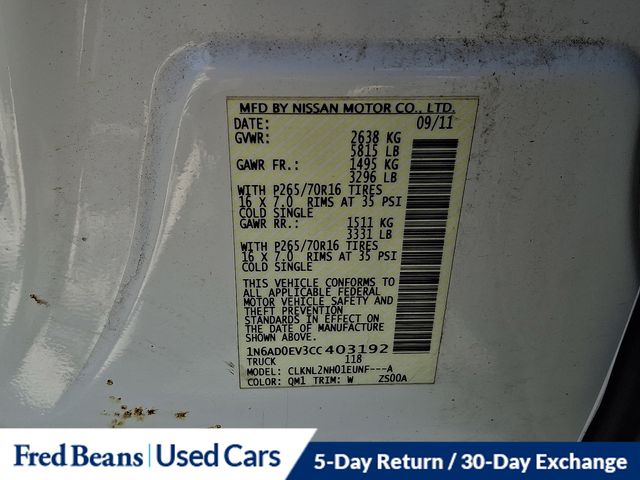 MFD BY NISSAN MOTOR CO., LTD.
DATE: 09/11
GVWR: 2638 KG
5815 LB
GAWR FR.: 1495 KG
3296 LB
WITH P265/70R16 TIRES
16 X 7.0 RIMS AT 35 PSI
COLD SINGLE
GAWR RR.: 1511 KG
3331 LB
WITH P265/70R16 TIRES
16 X 7.0 RIMS AT 35 PSI
COLD SINGLE
THIS VEHICLE CONFORMS TO
ALL APPLICABLE FEDERAL
MOTOR VEHICLE SAFETY AND
THEFT PREVENTION
STANDARDS IN EFFECT ON
THE DATE OF MANUFACTURE
SHOWN ABOVE.
1N6AD0EV3CC403192
TRUCK 118
MODEL: CLKNL2NH01EUNF---A
COLOR: QM1 TRIM: W ZS00A
Fred Beans Used Cars
5-Day Return / 30-Day Exchange